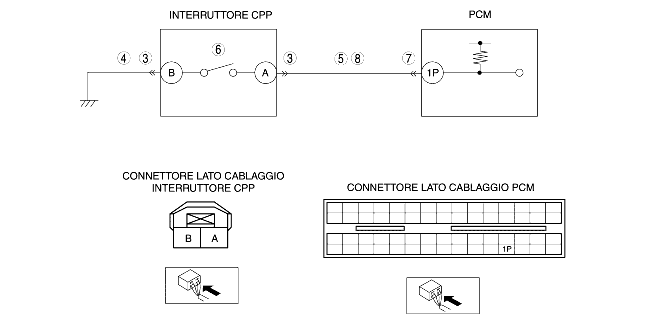 INTERRUTTORE CPP
PCM
4 3 B 6 A 3 5 8 7 1P
CONNETTORE LATO CABLAGGIO
INTERRUTTORE CPP
CONNETTORE LATO CABLAGGIO PCM
B A
1P